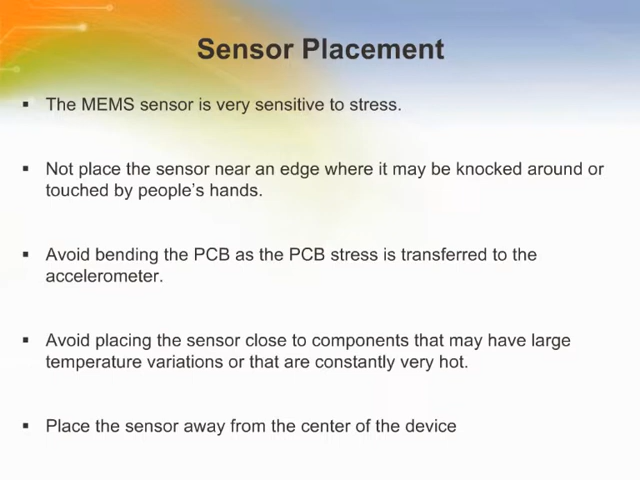 Sensor Placement
▪ The MEMS sensor is very sensitive to stress.
▪ Not place the sensor near an edge where it may be knocked around or
touched by people's hands.
▪ Avoid bending the PCB as the PCB stress is transferred to the
accelerometer.
▪ Avoid placing the sensor close to components that may have large
temperature variations or that are constantly very hot.
▪ Place the sensor away from the center of the device